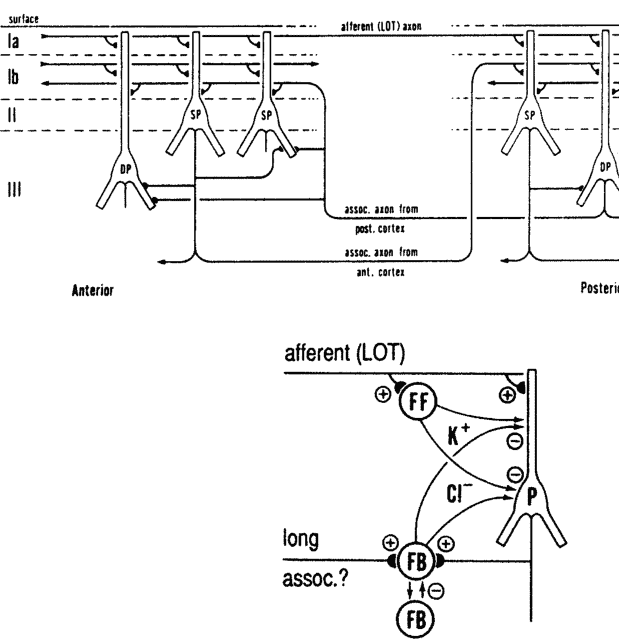 surface
afferent (LOT) axon
Ia
Ib
II
SP
SP
SP
DP
DP
III
assoc. axon from
post. cortex
assoc. axon from
ant. cortex
Anterior
Posterio
afferent (LOT)
+
FF
+
K+
−
−
Cl−
P
long
+
FB
+
assoc.?
−
FB